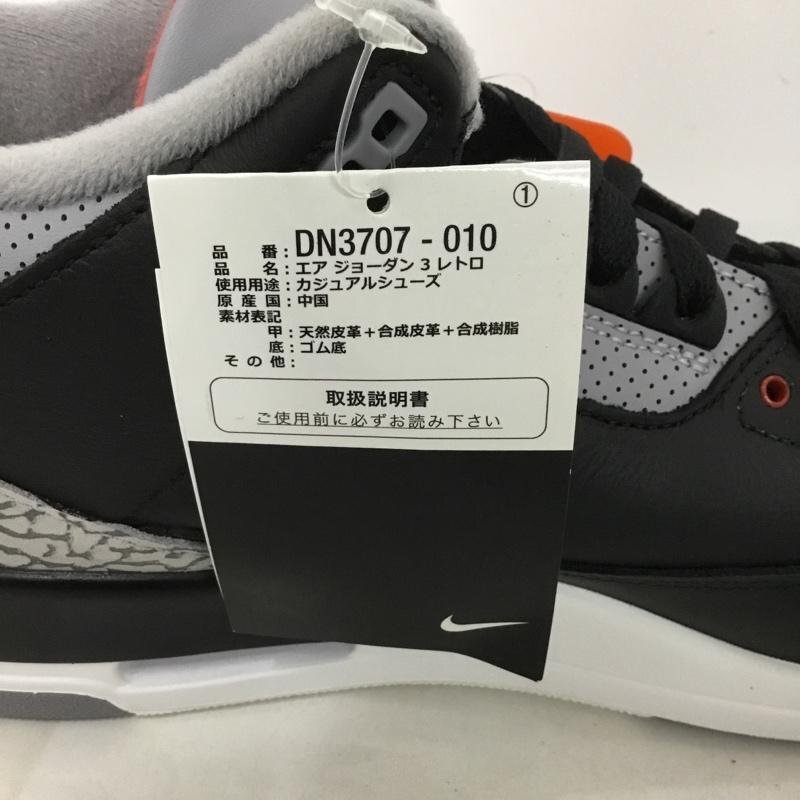 ①
品 番：DN3707 - 010
品 名：エア ジョーダン 3 レトロ
使用用途：カジュアルシューズ
原 産 国：中国
素材表記
甲：天然皮革＋合成皮革＋合成樹脂
底：ゴム底
そ の 他：
取扱説明書
ご使用前に必ずお読み下さい